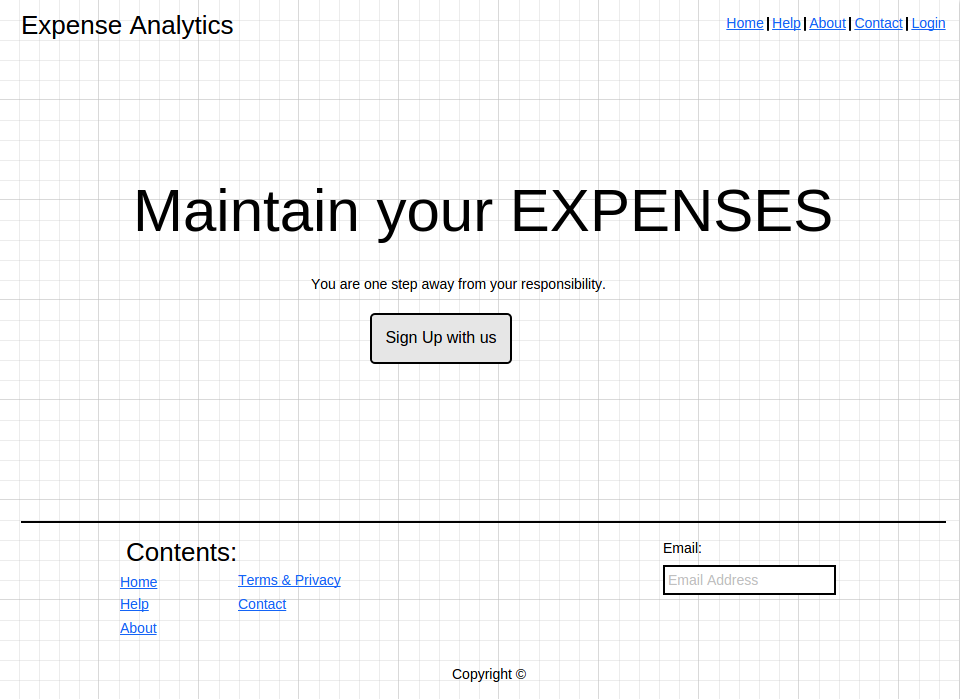 Expense Analytics
Home | Help | About | Contact | Login
Maintain your EXPENSES
You are one step away from your responsibility.
Sign Up with us
Contents:
Home
Help
About
Terms & Privacy
Contact
Email:
Email Address
Copyright ©